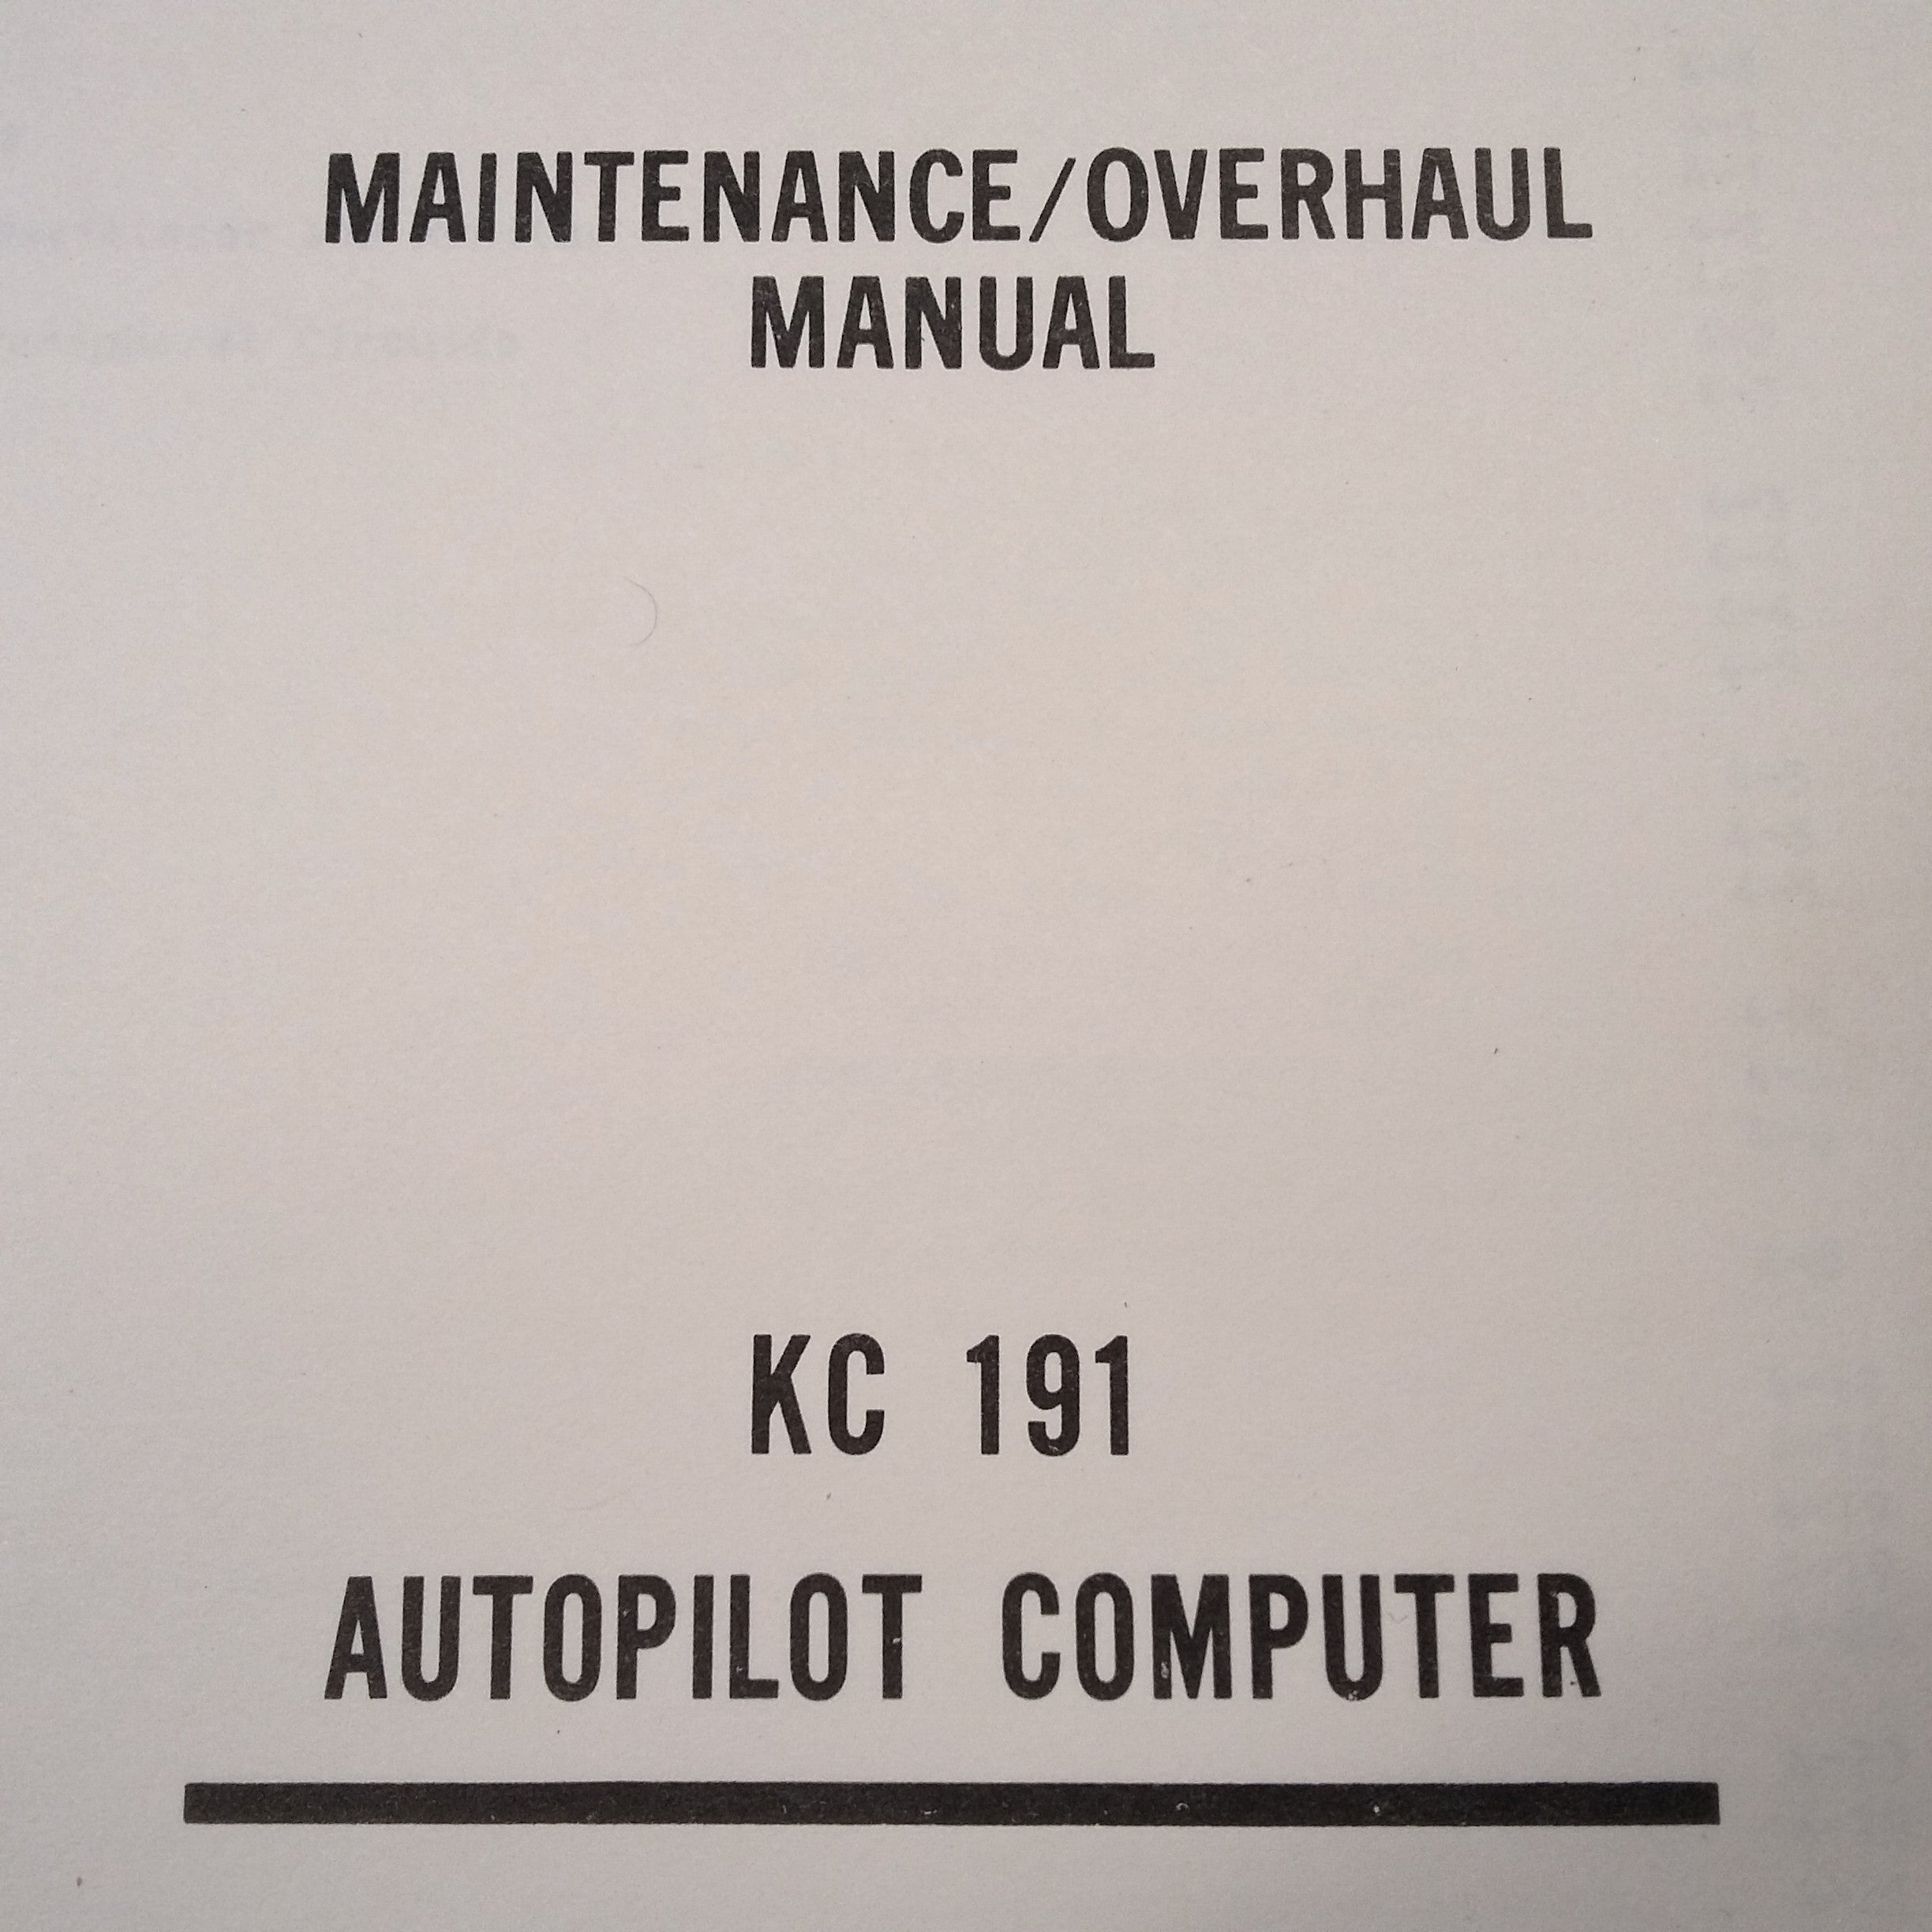 MAINTENANCE/OVERHAUL
MANUAL
KC 191
AUTOPILOT COMPUTER